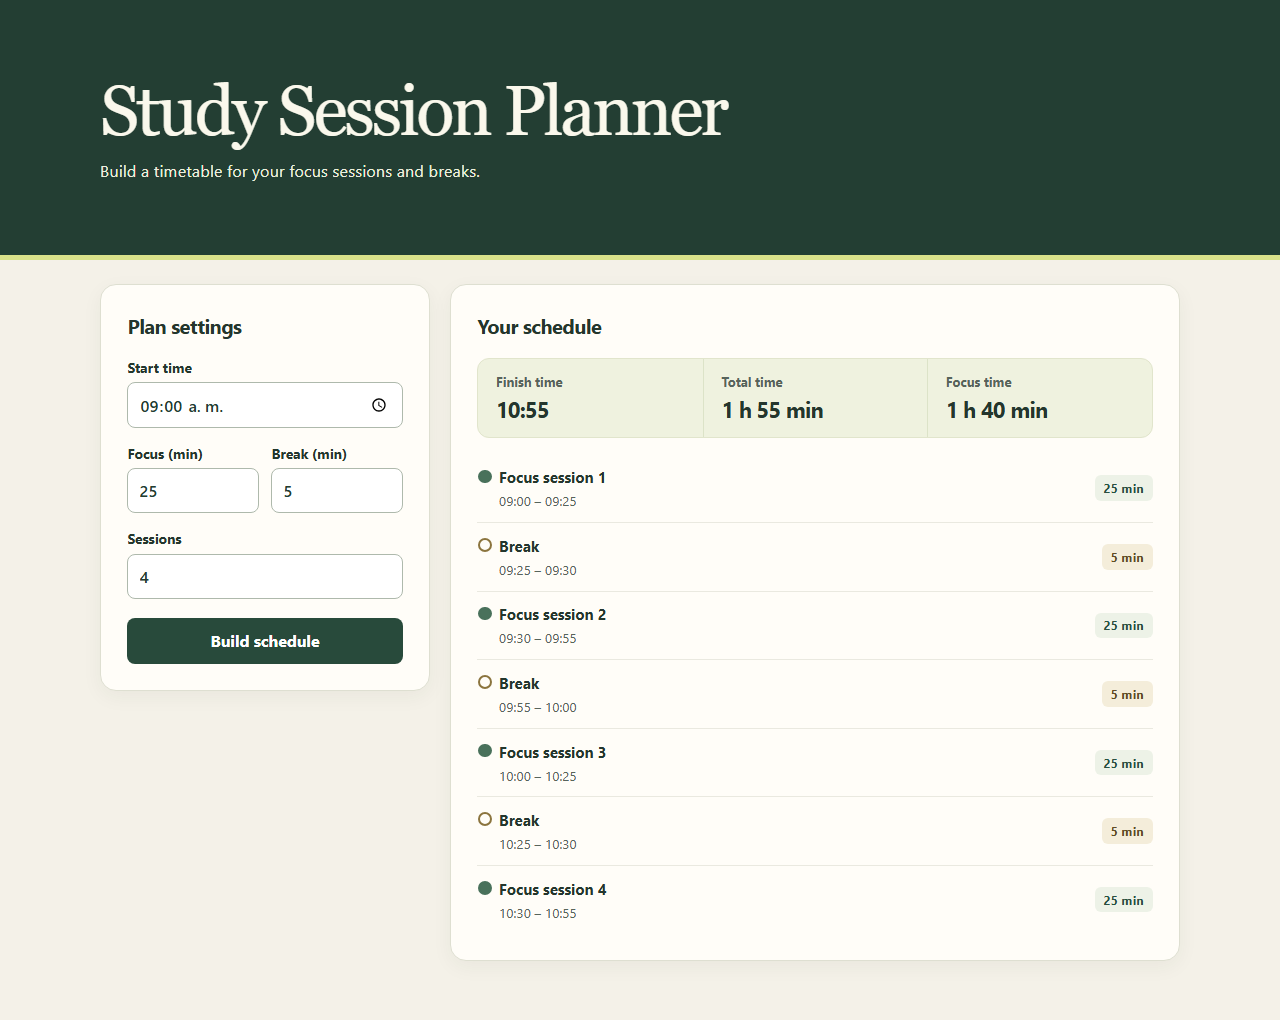 Study Session Planner
Build a timetable for your focus sessions and breaks.
Plan settings
Start time
09:00 a. m.
Focus (min) Break (min)
25 5
Sessions
4
Build schedule
Your schedule
Finish time Total time Focus time
10:55 1 h 55 min 1 h 40 min
Focus session 1
09:00 – 09:25
25 min
Break
09:25 – 09:30
5 min
Focus session 2
09:30 – 09:55
25 min
Break
09:55 – 10:00
5 min
Focus session 3
10:00 – 10:25
25 min
Break
10:25 – 10:30
5 min
Focus session 4
10:30 – 10:55
25 min